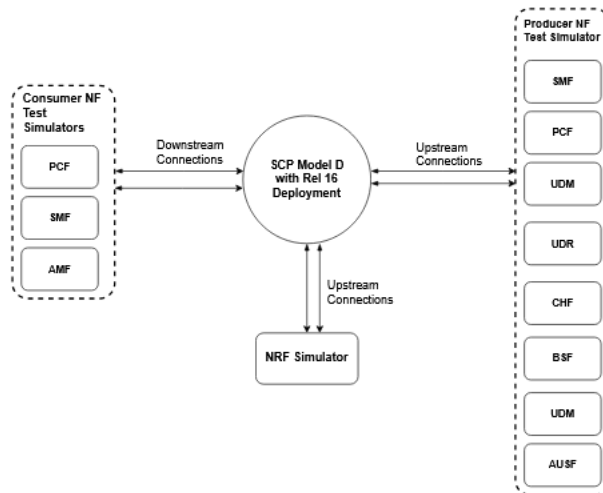 Producer NF
Test Simulator
SMF
PCF
UDM
UDR
CHF
BSF
UDM
AUSF
Consumer NF
Test
Simulators
PCF
SMF
AMF
Downstream
Connections
SCP Model D
with Rel 16
Deployment
Upstream
Connections
Upstream
Connections
NRF Simulator